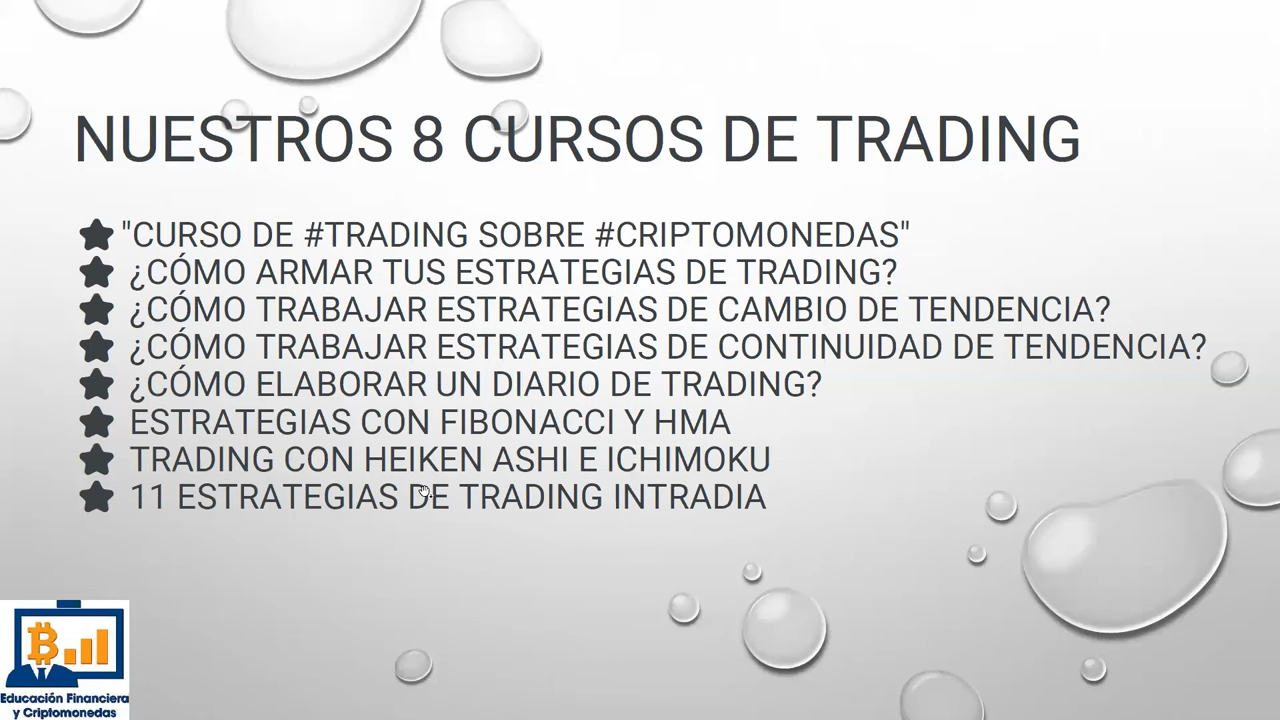 NUESTROS 8 CURSOS DE TRADING
"CURSO DE #TRADING SOBRE #CRIPTOMONEDAS"
¿CÓMO ARMAR TUS ESTRATEGIAS DE TRADING?
¿CÓMO TRABAJAR ESTRATEGIAS DE CAMBIO DE TENDENCIA?
¿CÓMO TRABAJAR ESTRATEGIAS DE CONTINUIDAD DE TENDENCIA?
¿CÓMO ELABORAR UN DIARIO DE TRADING?
ESTRATEGIAS CON FIBONACCI Y HMA
TRADING CON HEIKEN ASHI E ICHIMOKU
11 ESTRATEGIAS DE TRADING INTRADIA
Educación Financiera
y Criptomonedas